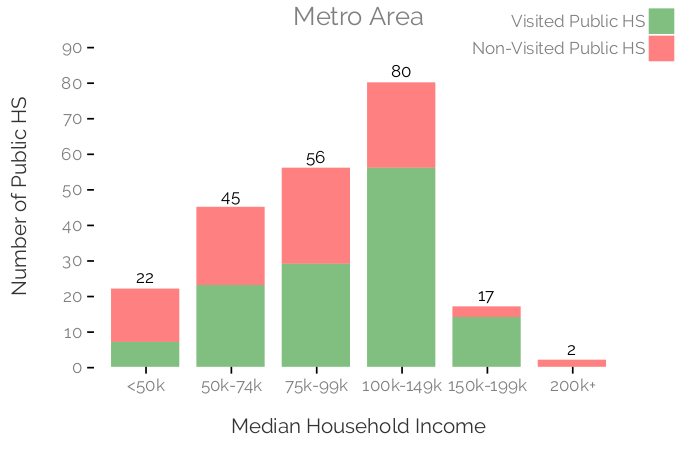 Metro Area
Visited Public HS
Non-Visited Public HS
Number of Public HS
90
80
70
60
50
40
30
20
10
0
22
45
56
80
17
2
<50k
50k-74k
75k-99k
100k-149k
150k-199k
200k+
Median Household Income